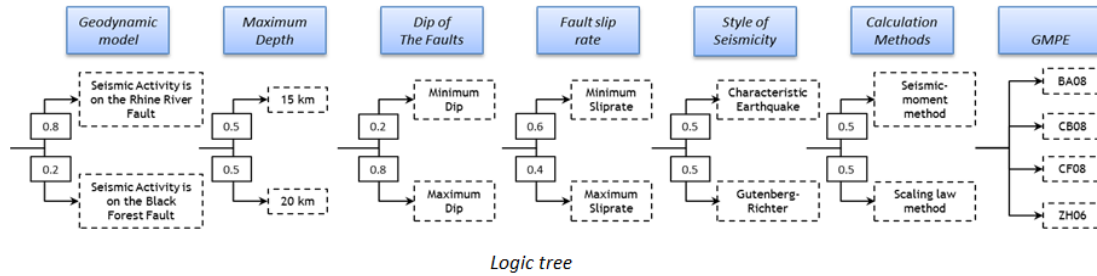 Geodynamic
model
Maximum
Depth
Dip of
The Faults
Fault slip
rate
Style of
Seismicity
Calculation
Methods
GMPE
Seismic Activity is
on the Rhine River
Fault
0.8
0.2
Seismic Activity is
on the Black
Forest Fault
15 km
0.5
0.5
20 km
Minimum
Dip
0.2
0.8
Maximum
Dip
Minimum
Sliprate
0.6
0.4
Maximum
Sliprate
Characteristic
Earthquake
0.5
0.5
Gutenberg-
Richter
Seismic-
moment
method
0.5
0.5
Scaling law
method
BA08
CB08
CF08
ZH06
Logic tree